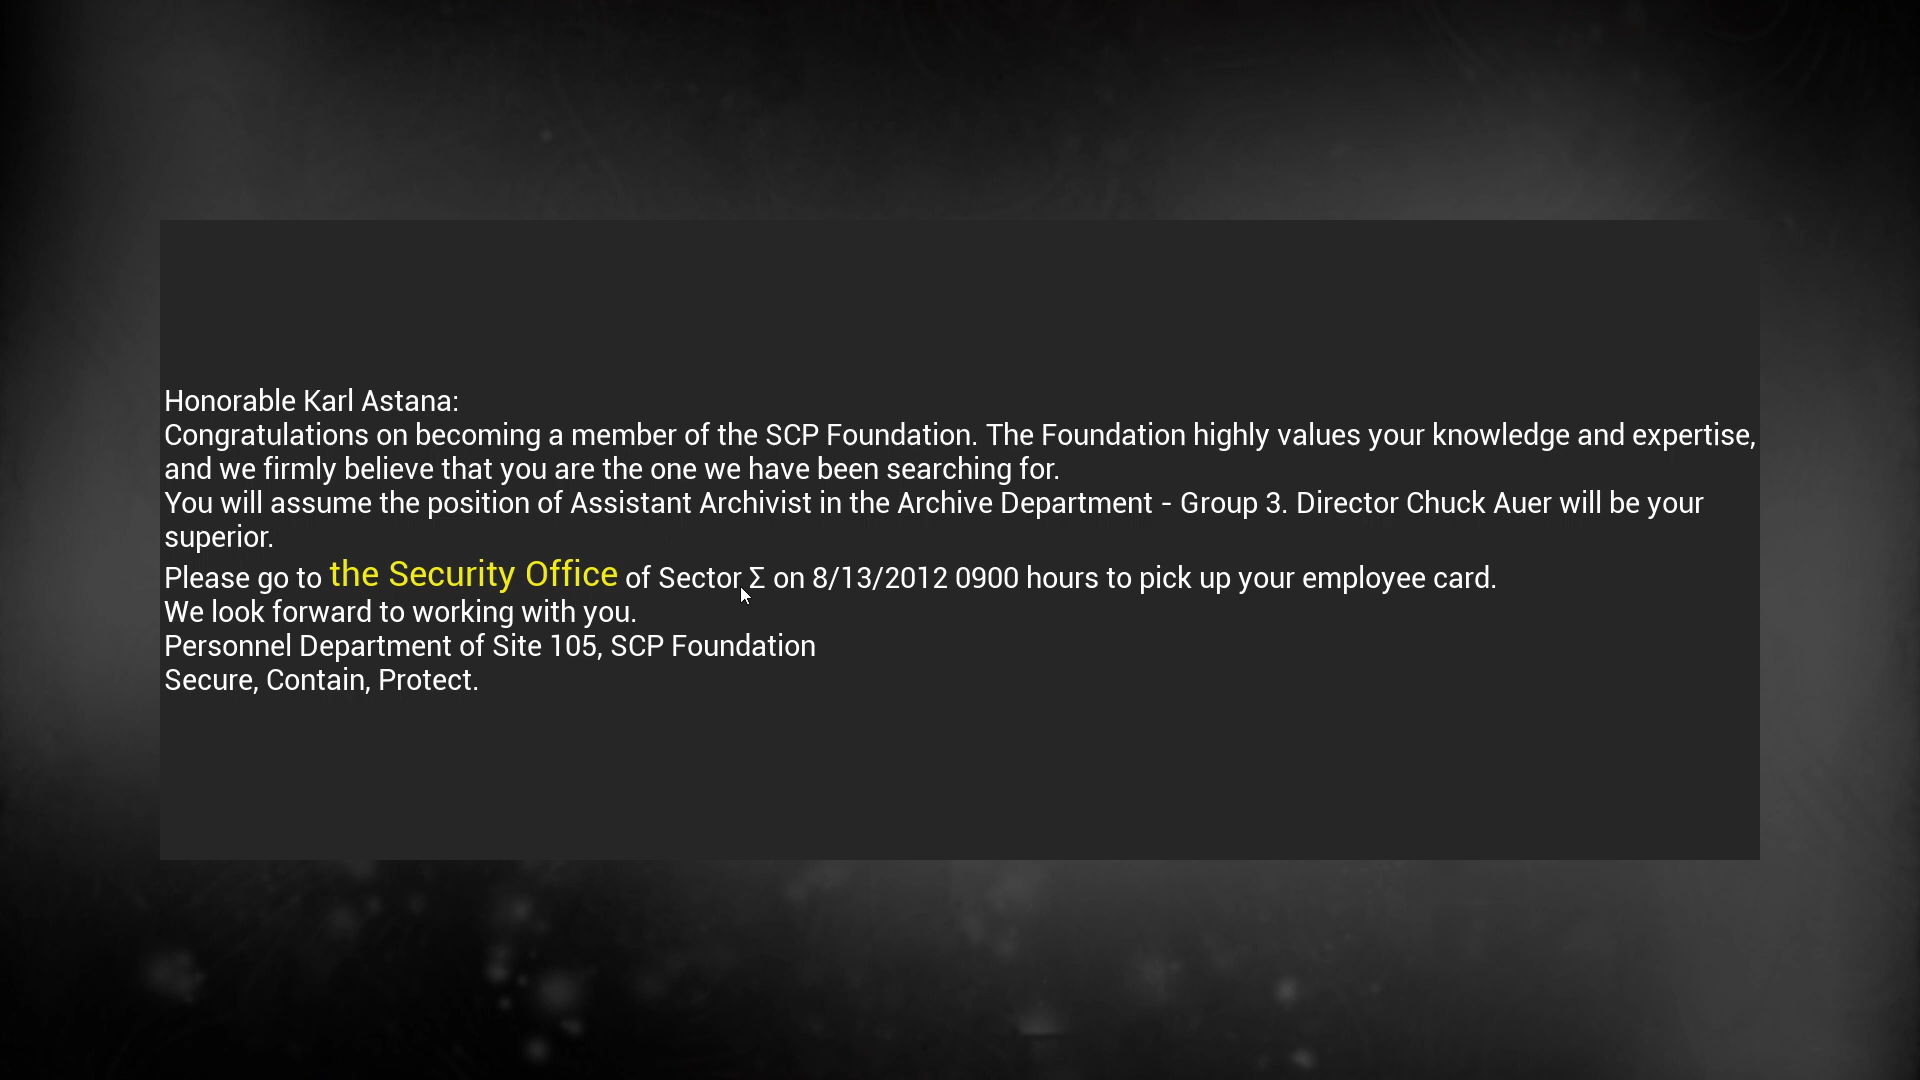 Honorable Karl Astana:
Congratulations on becoming a member of the SCP Foundation. The Foundation highly values your knowledge and expertise,
and we firmly believe that you are the one we have been searching for.
You will assume the position of Assistant Archivist in the Archive Department - Group 3. Director Chuck Auer will be your
superior.
Please go to the Security Office of Sector Σ on 8/13/2012 0900 hours to pick up your employee card.
We look forward to working with you.
Personnel Department of Site 105, SCP Foundation
Secure, Contain, Protect.